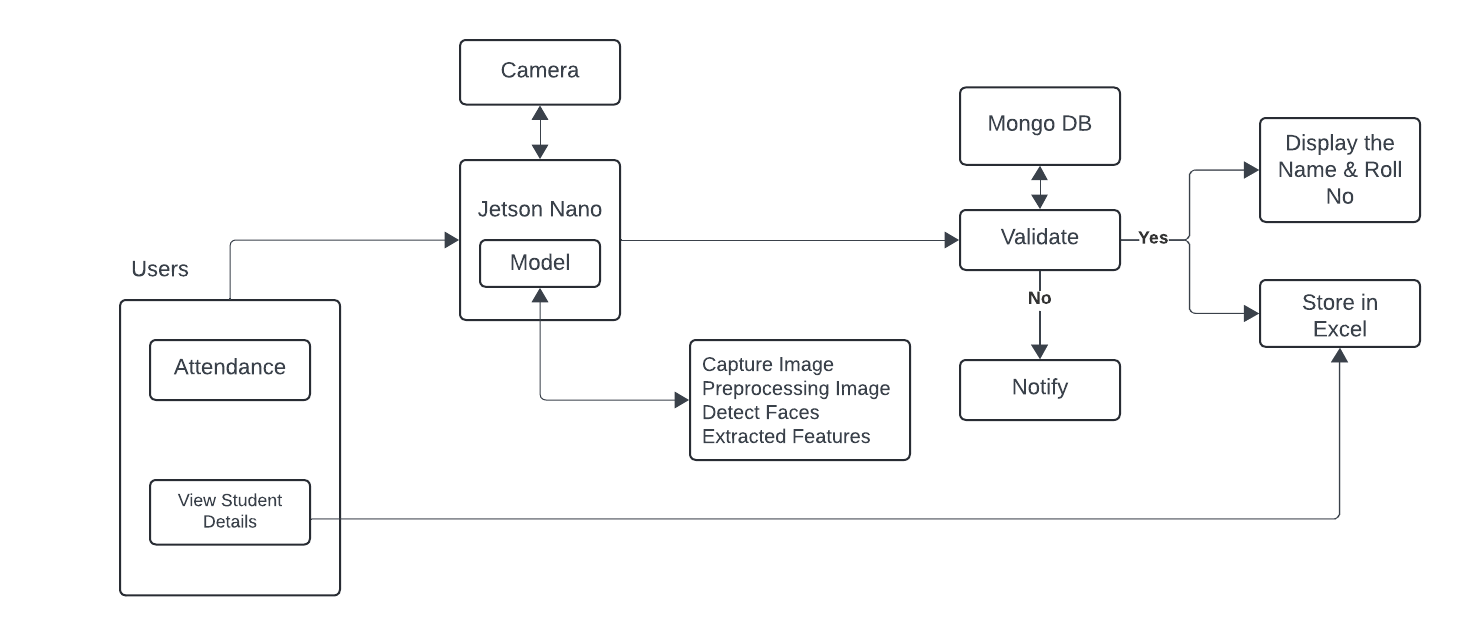 Camera
Mongo DB
Display the
Name & Roll
No
Jetson Nano
Model
Validate
Yes
Users
No
Store in
Excel
Attendance
Capture Image
Preprocessing Image
Detect Faces
Extracted Features
Notify
View Student
Details